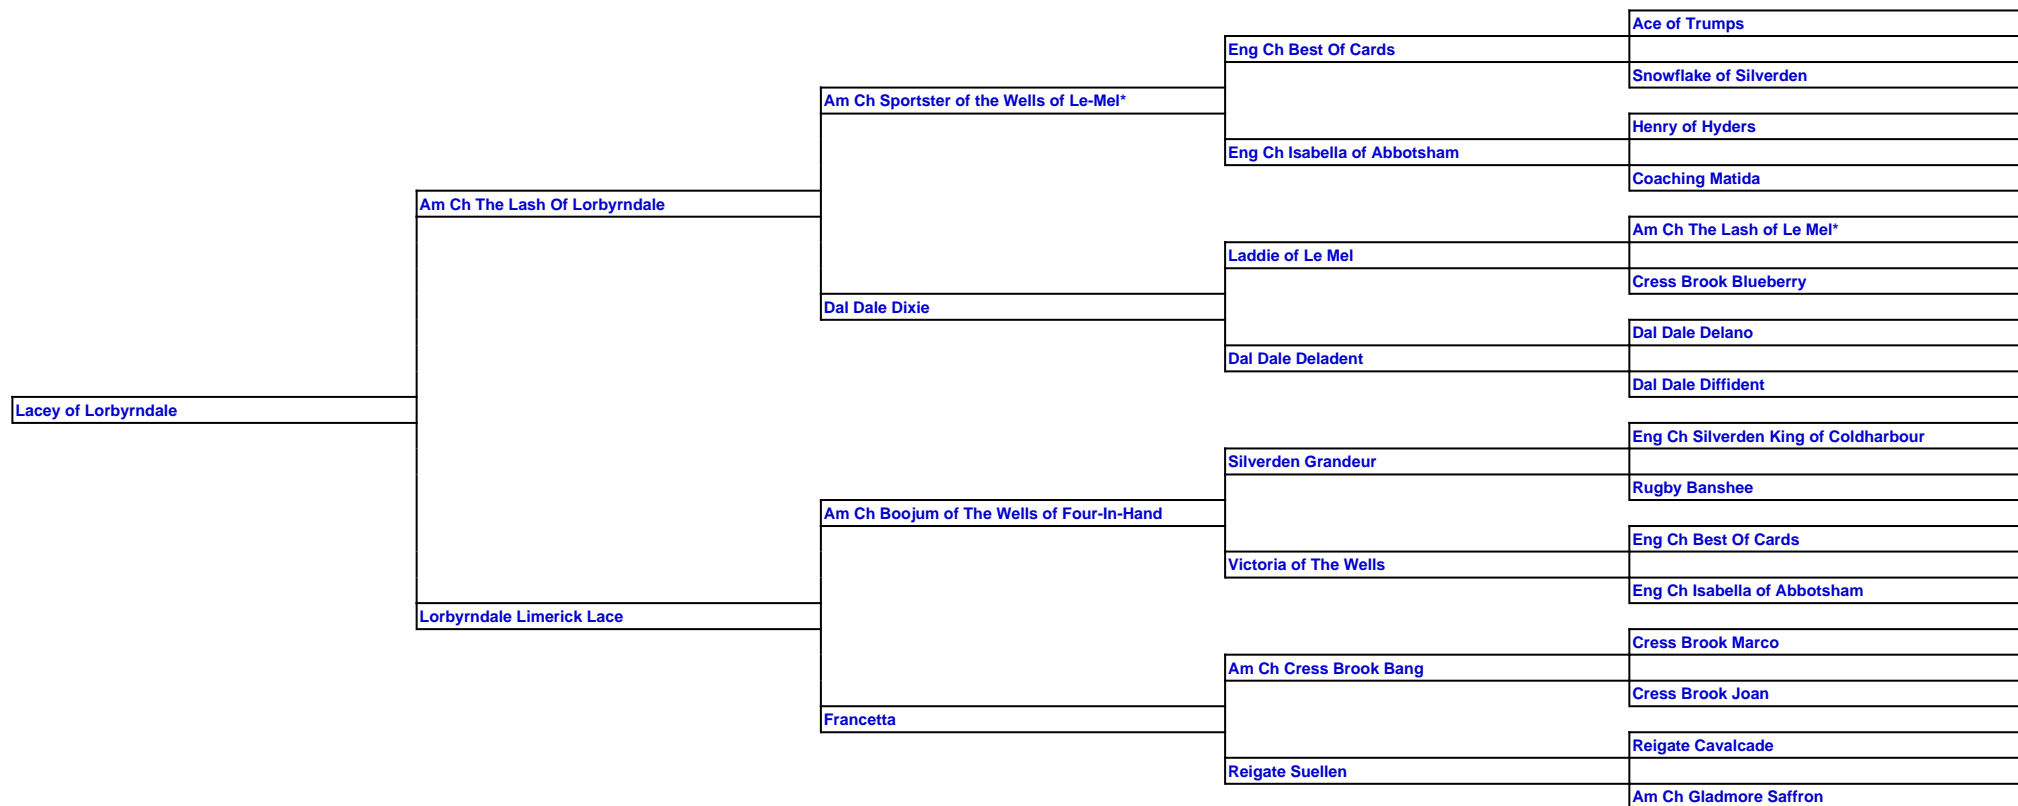 Ace of Trumps
Eng Ch Best Of Cards
Snowflake of Silverden
Am Ch Sportster of the Wells of Le-Mel*
Henry of Hyders
Eng Ch Isabella of Abbotsham
Coaching Matida
Am Ch The Lash Of Lorbyrndale
Am Ch The Lash of Le Mel*
Laddie of Le Mel
Cress Brook Blueberry
Dal Dale Dixie
Dal Dale Delano
Dal Dale Deladent
Dal Dale Diffident
Lacey of Lorbyrndale
Eng Ch Silverden King of Coldharbour
Silverden Grandeur
Rugby Banshee
Am Ch Boojum of The Wells of Four-In-Hand
Eng Ch Best Of Cards
Victoria of The Wells
Eng Ch Isabella of Abbotsham
Lorbyrndale Limerick Lace
Cress Brook Marco
Am Ch Cress Brook Bang
Cress Brook Joan
Francetta
Reigate Cavalcade
Reigate Suellen
Am Ch Gladmore Saffron